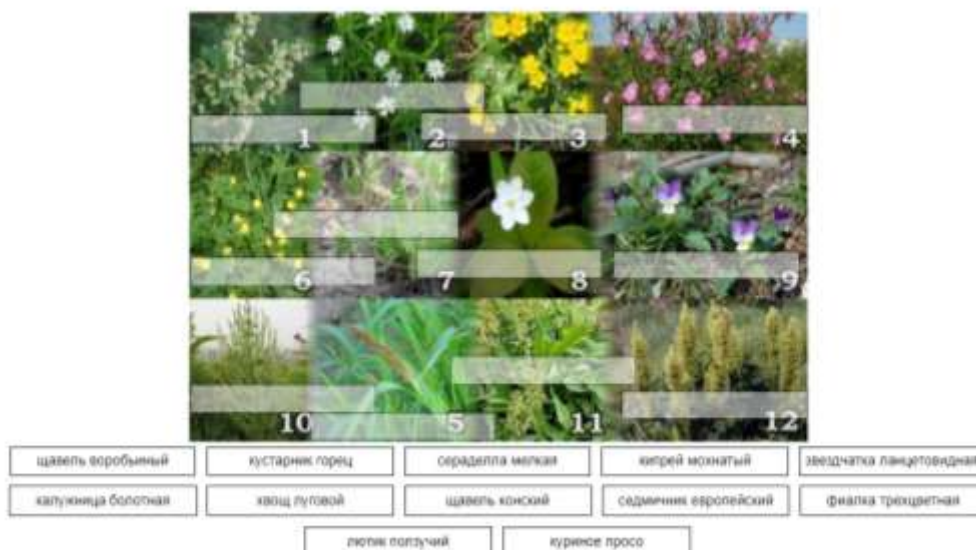 1 2 3 4
6 7 8 9
10 5 11 12
щавель воробьиный кустарник горец сераделла мелкая кипрей мохнатый звездчатка ланцетовидная
калужница болотная хвощ луговой щавель конский седмичник европейский фиалка трехцветная
лютик ползучий куриное просо